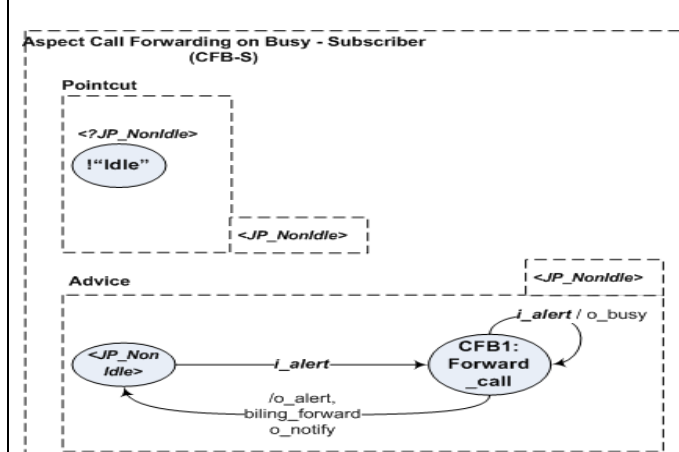 Aspect Call Forwarding on Busy - Subscriber
(CFB-S)
Pointcut
<?JP_NonIdle>
!“Idle”
<JP_NonIdle>
Advice
<JP_NonIdle>
i_alert / o_busy
<JP_Non
Idle>
i_alert
CFB1:
Forward
_call
/o_alert,
biling_forward
o_notify